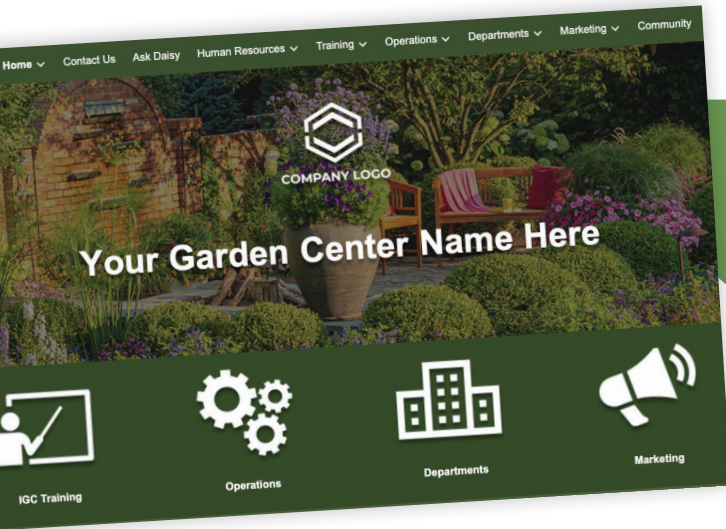 Home Contact Us Ask Daisy Human Resources Training Operations Departments Marketing Community
COMPANY LOGO
Your Garden Center Name Here
IGC Training Operations Departments Marketing